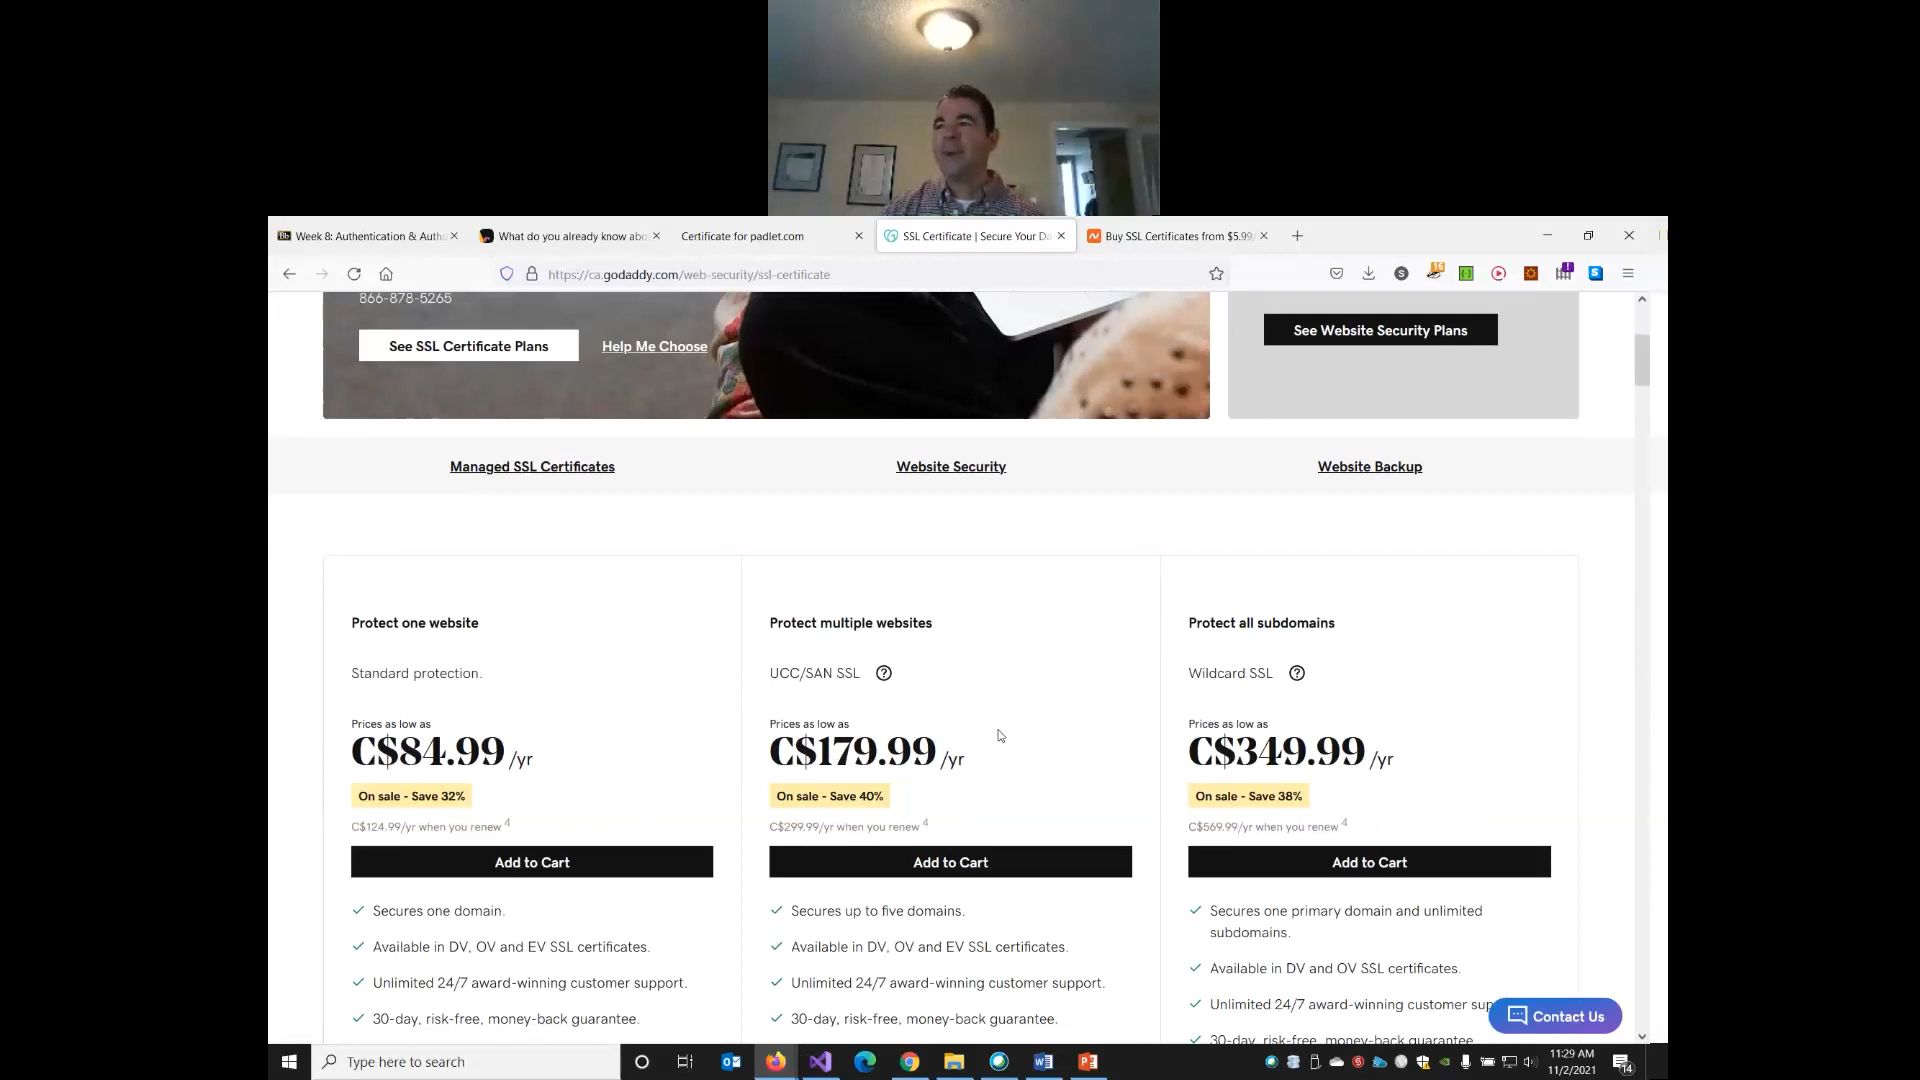 Week 8: Authentication & Autho
What do you already know abo
Certificate for padlet.com
SSL Certificate | Secure Your Da
Buy SSL Certificates from $5.99
https://ca.godaddy.com/web-security/ssl-certificate
866-878-5265
See SSL Certificate Plans
Help Me Choose
See Website Security Plans
Managed SSL Certificates
Website Security
Website Backup
Protect one website
Standard protection.
Prices as low as
C$84.99 /yr
On sale - Save 32%
C$124.99/yr when you renew 4
Add to Cart
Secures one domain.
Available in DV, OV and EV SSL certificates.
Unlimited 24/7 award-winning customer support.
30-day, risk-free, money-back guarantee.
Protect multiple websites
UCC/SAN SSL
Prices as low as
C$179.99 /yr
On sale - Save 40%
C$299.99/yr when you renew 4
Add to Cart
Secures up to five domains.
Available in DV, OV and EV SSL certificates.
Unlimited 24/7 award-winning customer support.
30-day, risk-free, money-back guarantee.
Protect all subdomains
Wildcard SSL
Prices as low as
C$349.99 /yr
On sale - Save 38%
C$569.99/yr when you renew 4
Add to Cart
Secures one primary domain and unlimited
subdomains.
Available in DV and OV SSL certificates.
Unlimited 24/7 award-winning customer sup
30-day, risk-free, money-back guarantee.
Contact Us
Type here to search
11:29 AM
11/2/2021
14